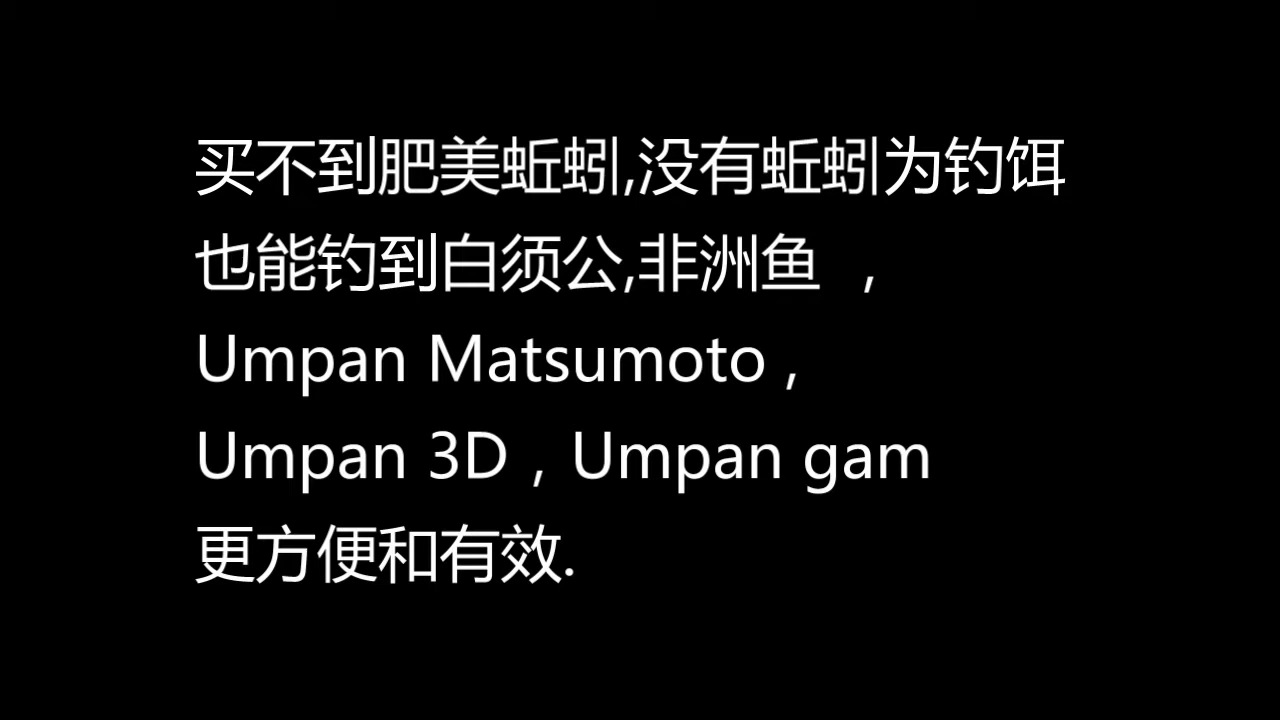 买不到肥美蚯蚓,没有蚯蚓为钓饵
也能钓到白须公,非洲鱼 ，
Umpan Matsumoto，
Umpan 3D，Umpan gam
更方便和有效.